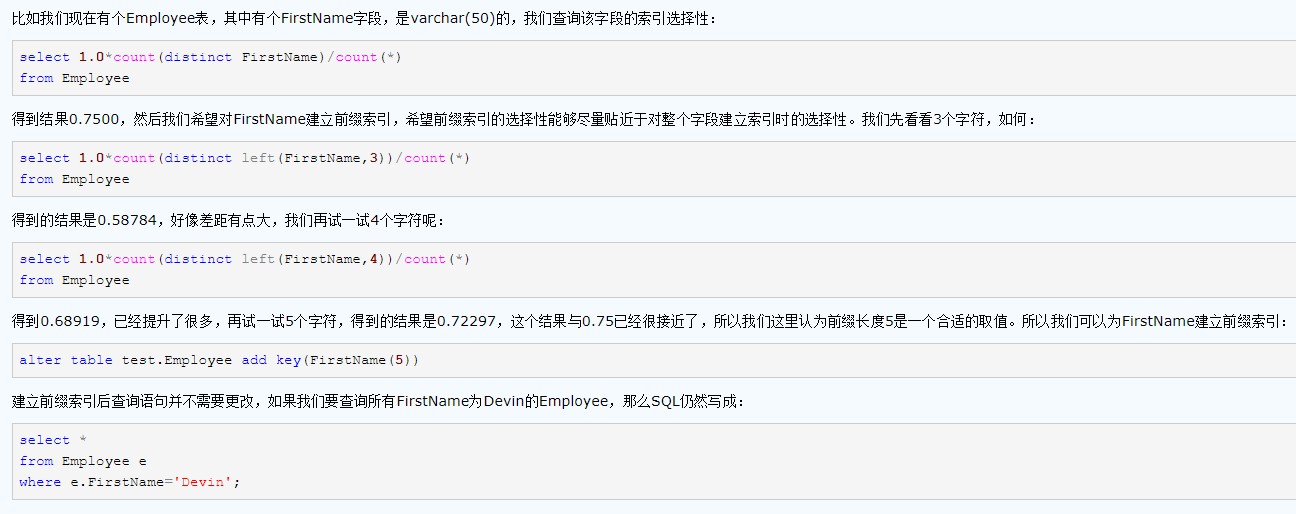 比如我们现在有个Employee表，其中有个FirstName字段，是varchar(50)的，我们查询该字段的索引选择性：
select 1.0*count(distinct FirstName)/count(*)
from Employee
得到结果0.7500，然后我们希望对FirstName建立前缀索引，希望前缀索引的选择性能够尽量贴近于对整个字段建立索引时的选择性。我们先看看3个字符，如何：
select 1.0*count(distinct left(FirstName,3))/count(*)
from Employee
得到的结果是0.58784，好像差距有点大，我们再试一试4个字符呢：
select 1.0*count(distinct left(FirstName,4))/count(*)
from Employee
得到0.68919，已经提升了很多，再试一试5个字符，得到的结果是0.72297，这个结果与0.75已经很接近了，所以我们这里认为前缀长度5是一个合适的取值。所以我们可以为FirstName建立前缀索引：
alter table test.Employee add key(FirstName(5))
建立前缀索引后查询语句并不需要更改，如果我们要查询所有FirstName为Devin的Employee，那么SQL仍然写成：
select *
from Employee e
where e.FirstName='Devin';